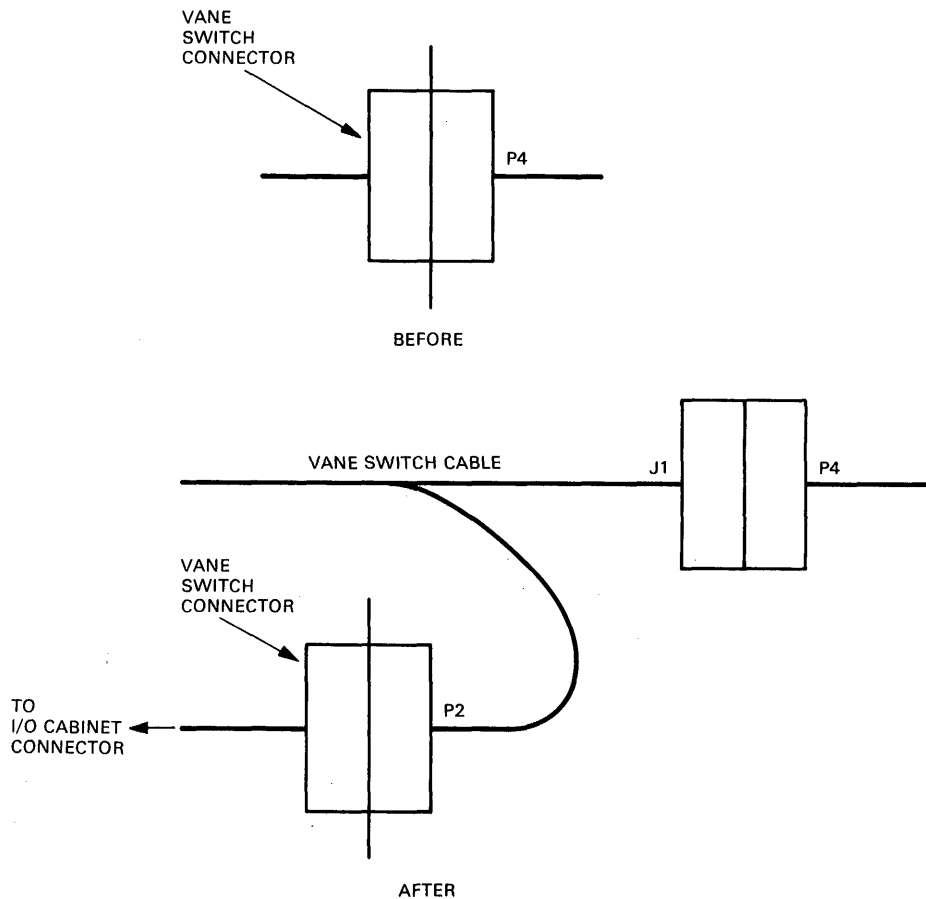 VANE
SWITCH
CONNECTOR
P4
BEFORE
VANE SWITCH CABLE
J1
P4
VANE
SWITCH
CONNECTOR
TO
I/O CABINET
CONNECTOR
P2
AFTER